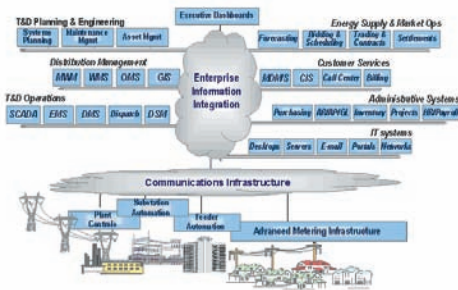 Executive Dashboards
T&D Planning & Engineering
Systems Planning
Maintenance Mgmt
Asset Mgmt
Energy Supply & Market Ops
Forecasting
Bidding & Scheduling
Trading & Contracts
Settlements
Distribution Management
MWM
WMS
OMS
GIS
Enterprise
Information
Integration
Customer Services
MDMS
CIS
Call Center
Billing
T&D Operations
SCADA
EMS
DMS
Dispatch
DSM
Administrative Systems
Purchasing
AR/AP/GL
Inventory
Projects
HR/Payroll
IT systems
Desktops
Servers
E-mail
Portals
Networks
Communications Infrastructure
Plant
Controls
Substation
Automation
Feeder
Automation
Advanced Metering Infrastructure